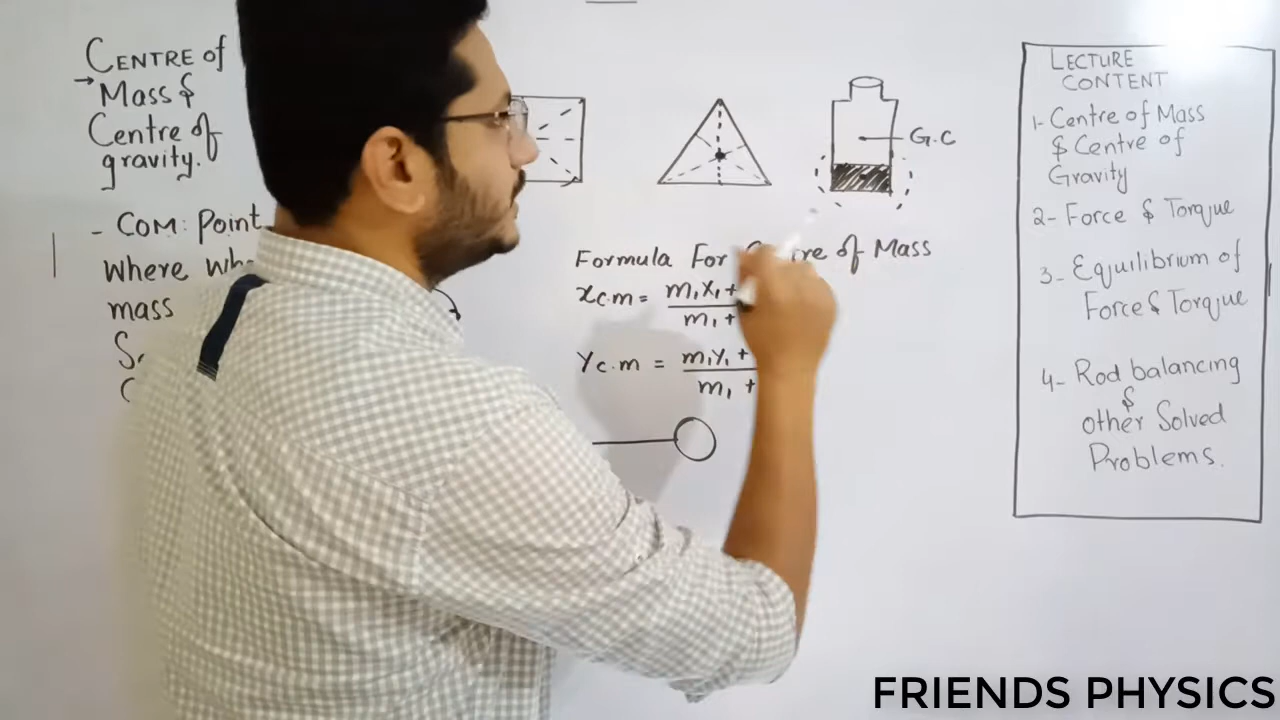 CENTRE of
→ Mass &
Centre of
gravity.
- COM: Point
where
mass
G.C
Formula For of Mass
xc.m = m₁x₁ +
m₁ +
Yc.m = m₁y₁ +
m₁ +
LECTURE
CONTENT
1- Centre of Mass
& Centre of
Gravity
2- Force & Torque
3- Equilibrium of
Force & Torque
4- Rod balancing
&
other Solved
Problems.
FRIENDS PHYSICS